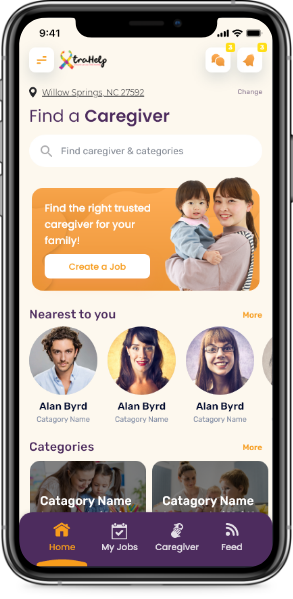 9:41
XtraHelp
3
3
Willow Springs, NC 27592
Change
Find a Caregiver
Find caregiver & categories
Find the right trusted
caregiver for your
family!
Create a Job
Nearest to you
More
Alan Byrd
Alan Byrd
Alan Byrd
Catagory Name
Catagory Name
Catagory Name
Categories
More
Catagory Name
Catagory Name
Home
My Jobs
Caregiver
Feed